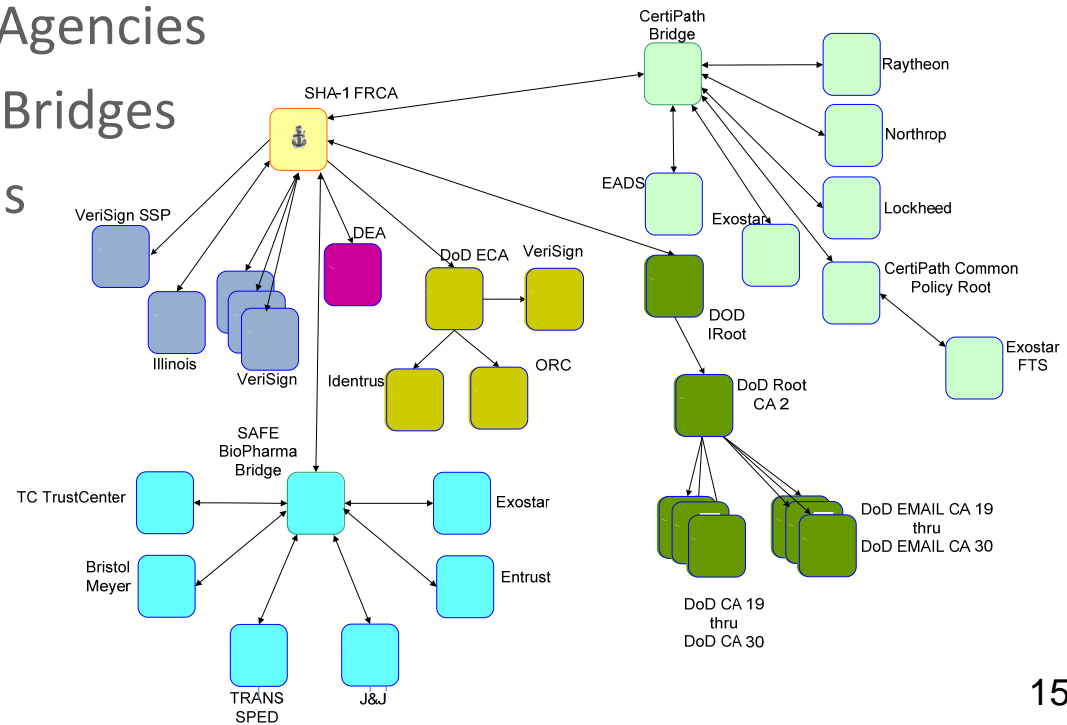 Agencies
Bridges
s
CertiPath
Bridge
Raytheon
SHA-1 FRCA
Northrop
EADS
Lockheed
VeriSign SSP
Exostar
DEA
DoD ECA
VeriSign
CertiPath Common
Policy Root
DOD
IRoot
Illinois
VeriSign
Identrus
ORC
Exostar
FTS
DoD Root
CA 2
SAFE
BioPharma
Bridge
TC TrustCenter
Exostar
DoD EMAIL CA 19
thru
DoD EMAIL CA 30
Bristol
Meyer
Entrust
DoD CA 19
thru
DoD CA 30
TRANS
SPED
J&J
15